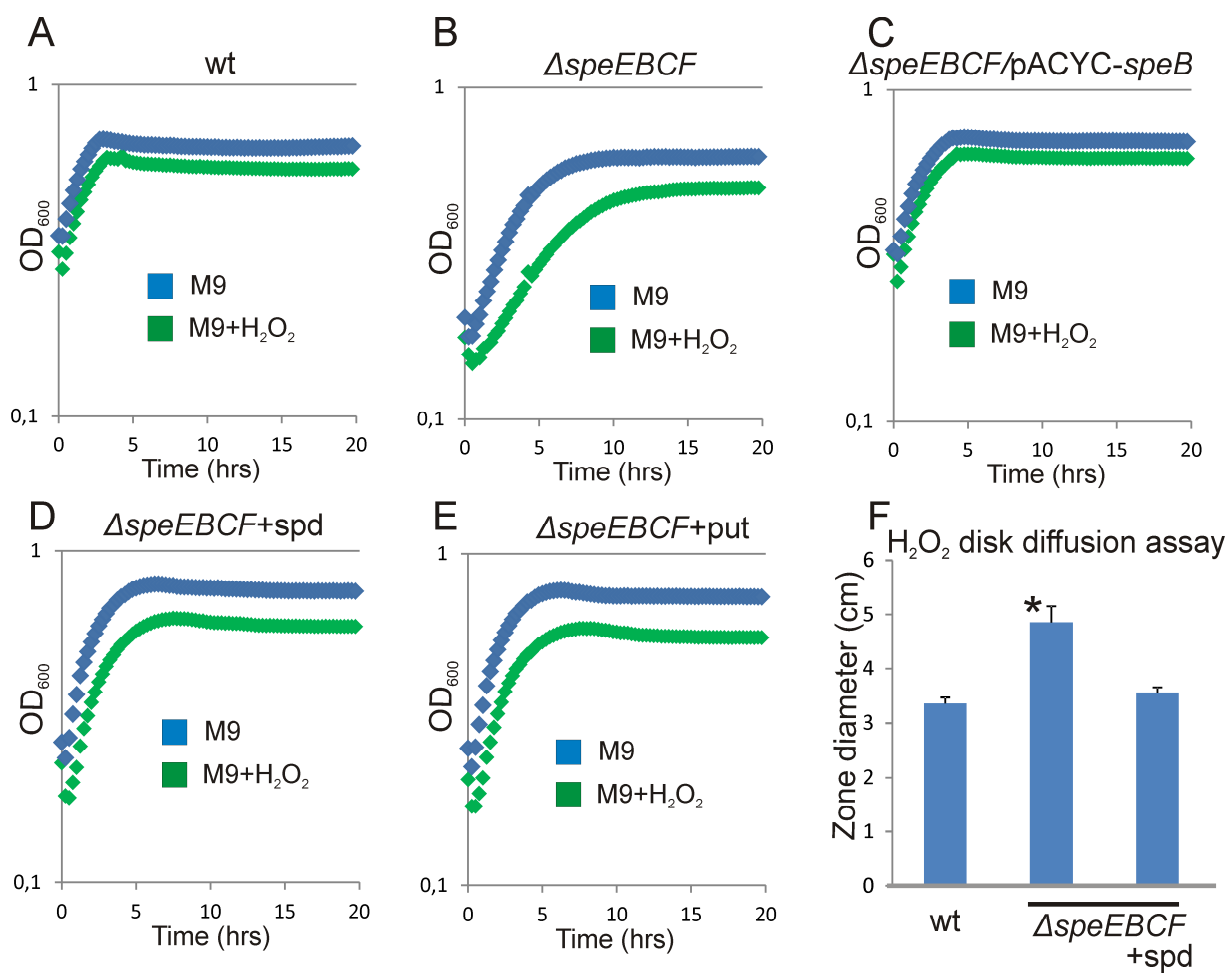 A
wt
1
OD600
M9
M9+H2O2
0,1
0 5 10 15 20
Time (hrs)
B
ΔspeEBCF
1
OD600
M9
M9+H2O2
0,1
0 5 10 15 20
Time (hrs)
C
ΔspeEBCF/pACYC-speB
1
OD600
M9
M9+H2O2
0,1
0 5 10 15 20
Time (hrs)
D
ΔspeEBCF+spd
1
OD600
M9
M9+H2O2
0,1
0 5 10 15 20
Time (hrs)
E
ΔspeEBCF+put
1
OD600
M9
M9+H2O2
0,1
0 5 10 15 20
Time (hrs)
F
H2O2 disk diffusion assay
Zone diameter (cm)
6
5
4
3
2
1
0
*
wt
ΔspeEBCF
+spd